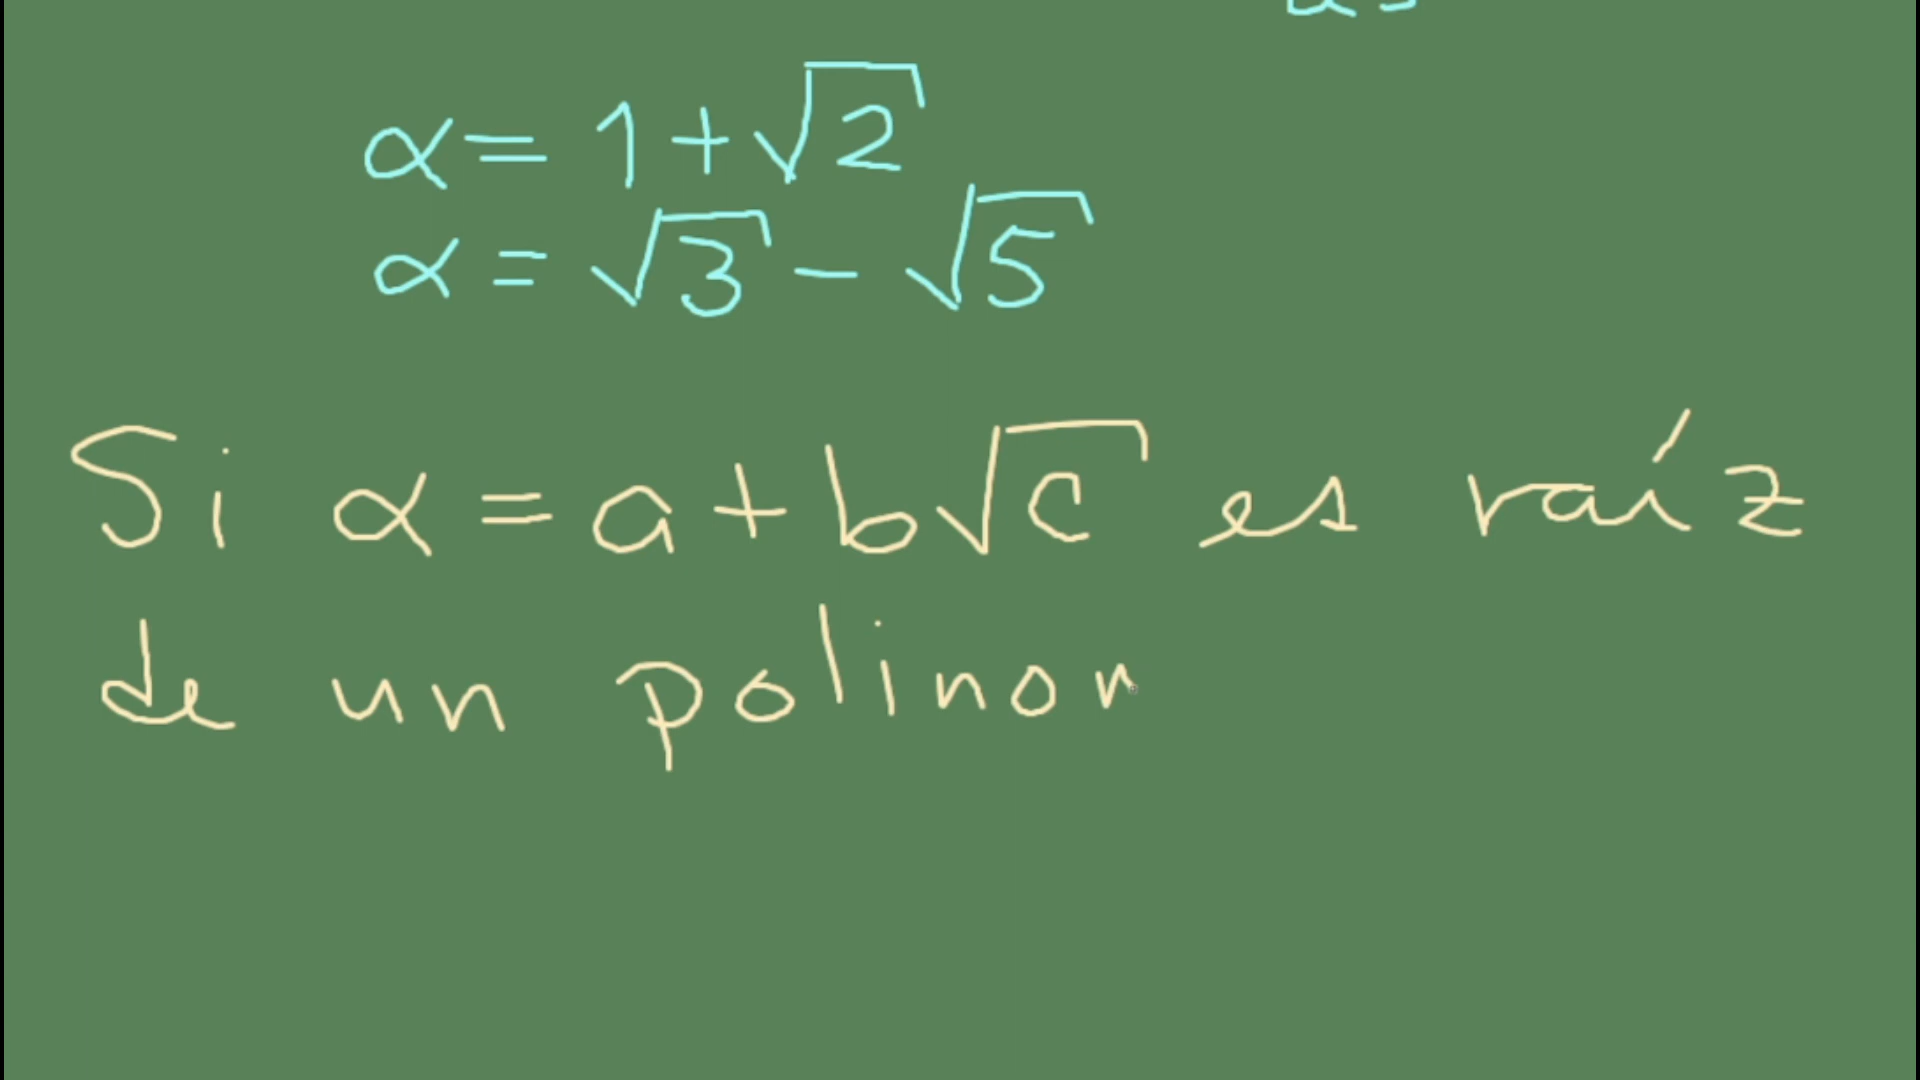 α = 1 + √2
α = √3 - √5
Si α = a + b√c es raíz
de un polinom